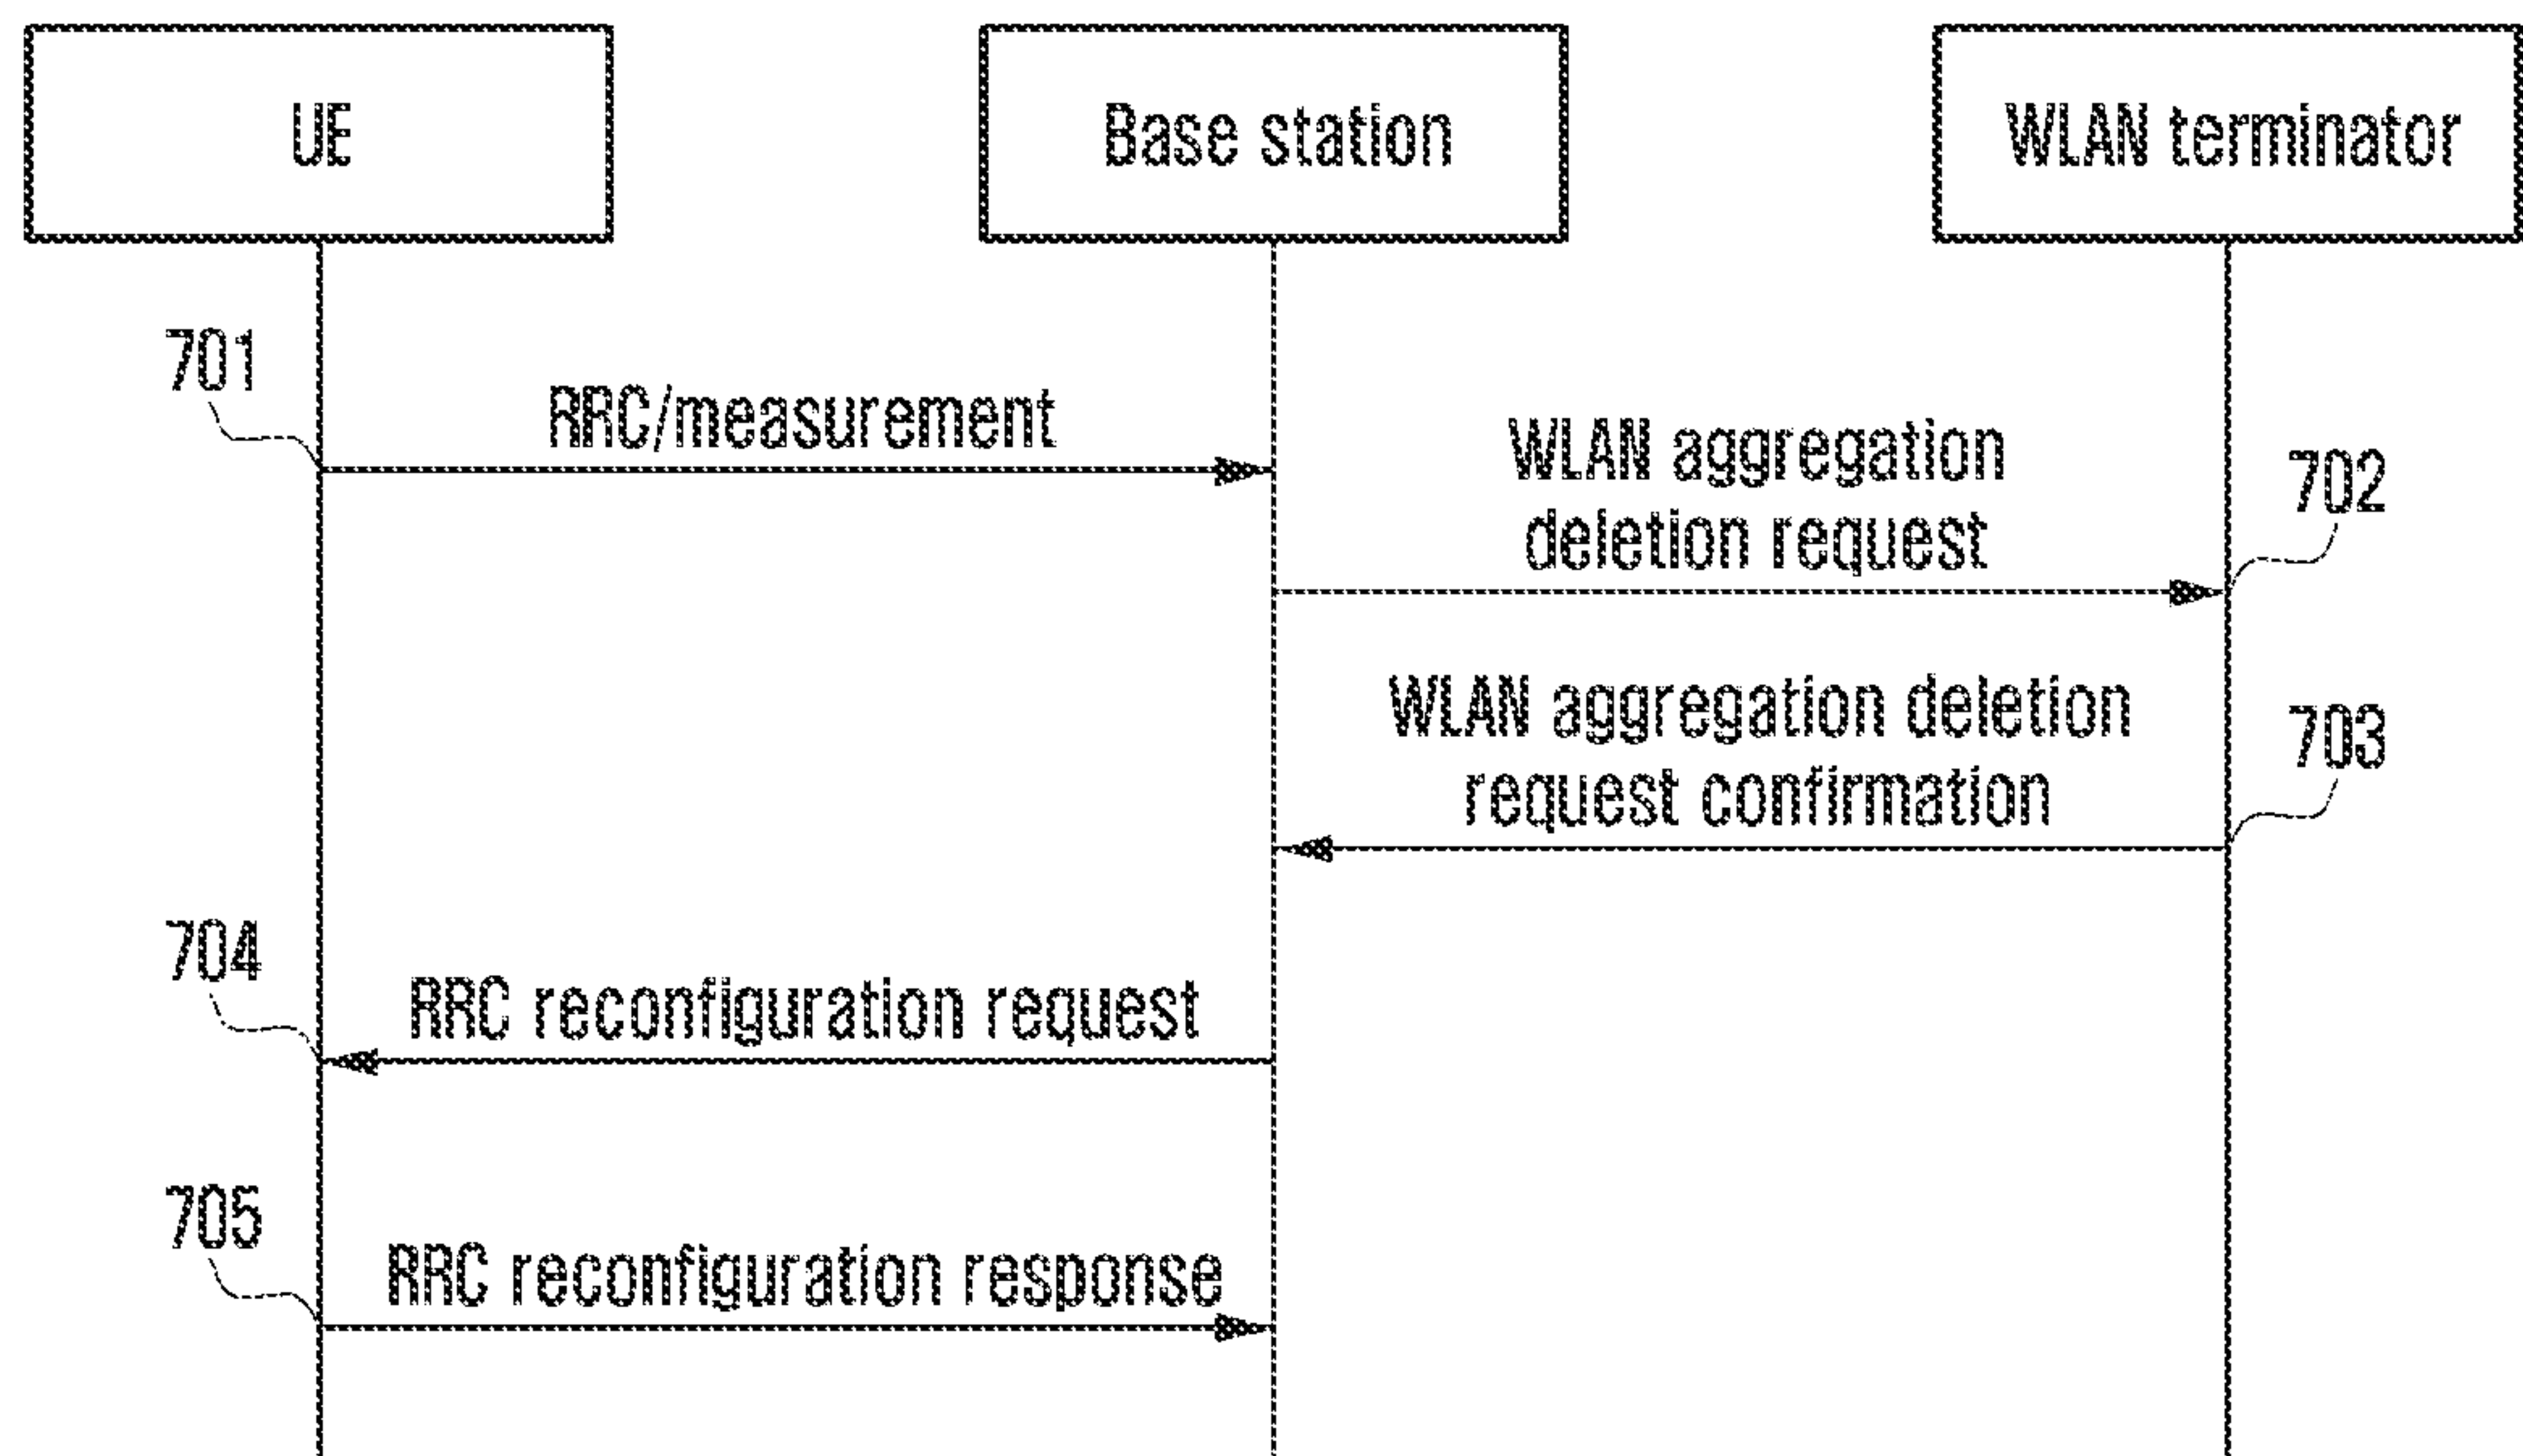 UE
Base station
WLAN terminator
701
RRC/measurement
WLAN aggregation
deletion request
702
WLAN aggregation deletion
request confirmation
703
704
RRC reconfiguration request
705
RRC reconfiguration response